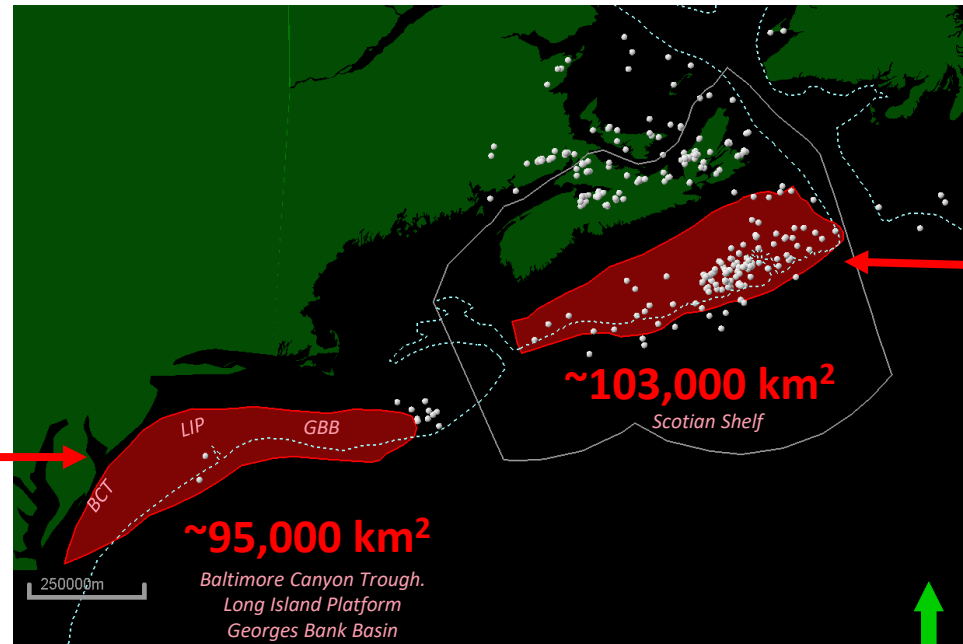 ~103,000 km²
Scotian Shelf
LIP
GBB
BCT
~95,000 km²
Baltimore Canyon Trough.
Long Island Platform
Georges Bank Basin
250000m